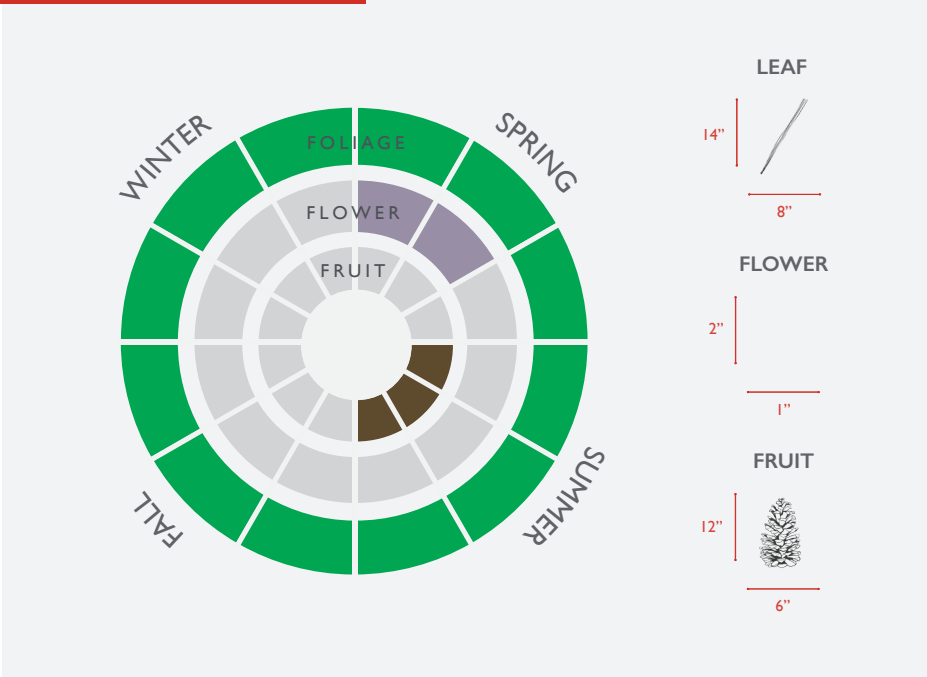 WINTER
SPRING
FOLIAGE
FLOWER
FRUIT
FALL
SUMMER
LEAF
14”
8”
FLOWER
2”
1”
FRUIT
12”
6”